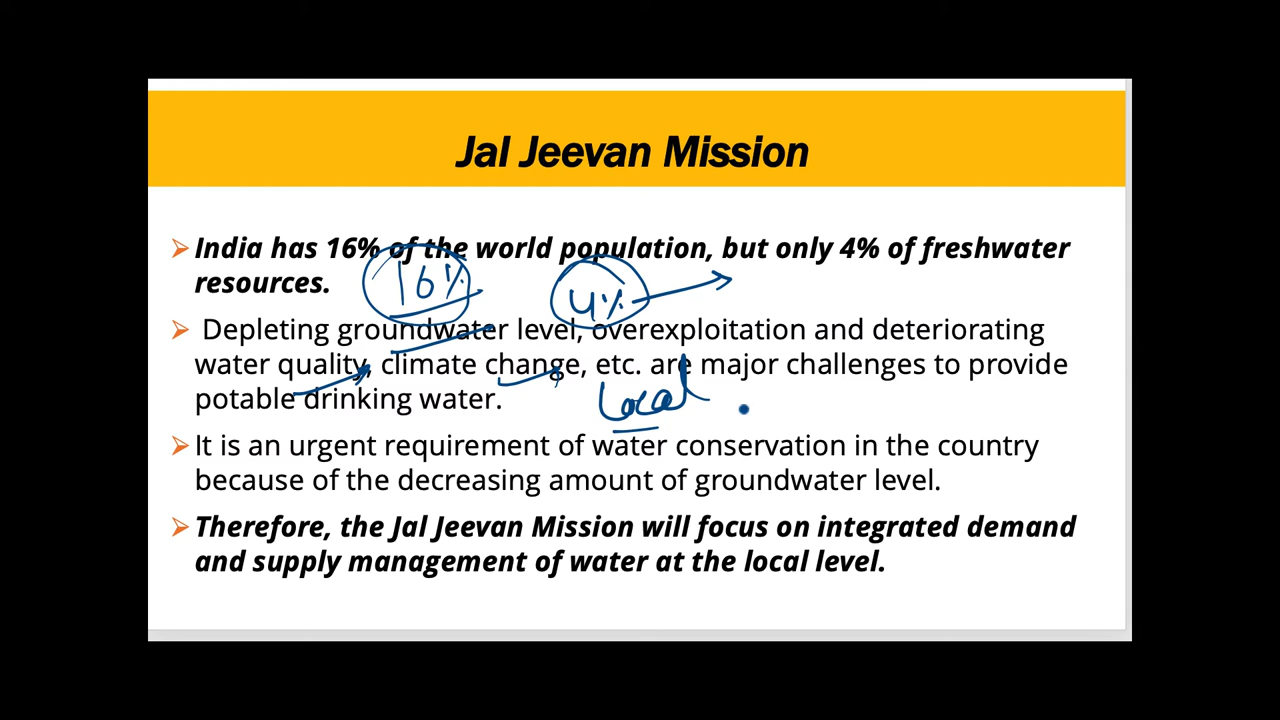 Jal Jeevan Mission
➢ India has 16% of the world population, but only 4% of freshwater
resources.
16%
4%
➢ Depleting groundwater level, overexploitation and deteriorating
water quality, climate change, etc. are major challenges to provide
potable drinking water.
Local
➢ It is an urgent requirement of water conservation in the country
because of the decreasing amount of groundwater level.
➢ Therefore, the Jal Jeevan Mission will focus on integrated demand
and supply management of water at the local level.